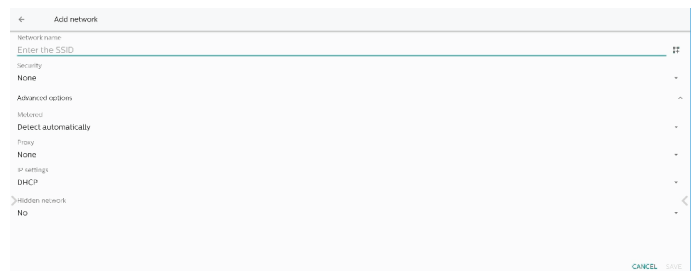 Add network
Network name
Enter the SSID
Security
None
Advanced options
Metered
Detect automatically
Proxy
None
IP settings
DHCP
Hidden network
No
CANCEL SAVE